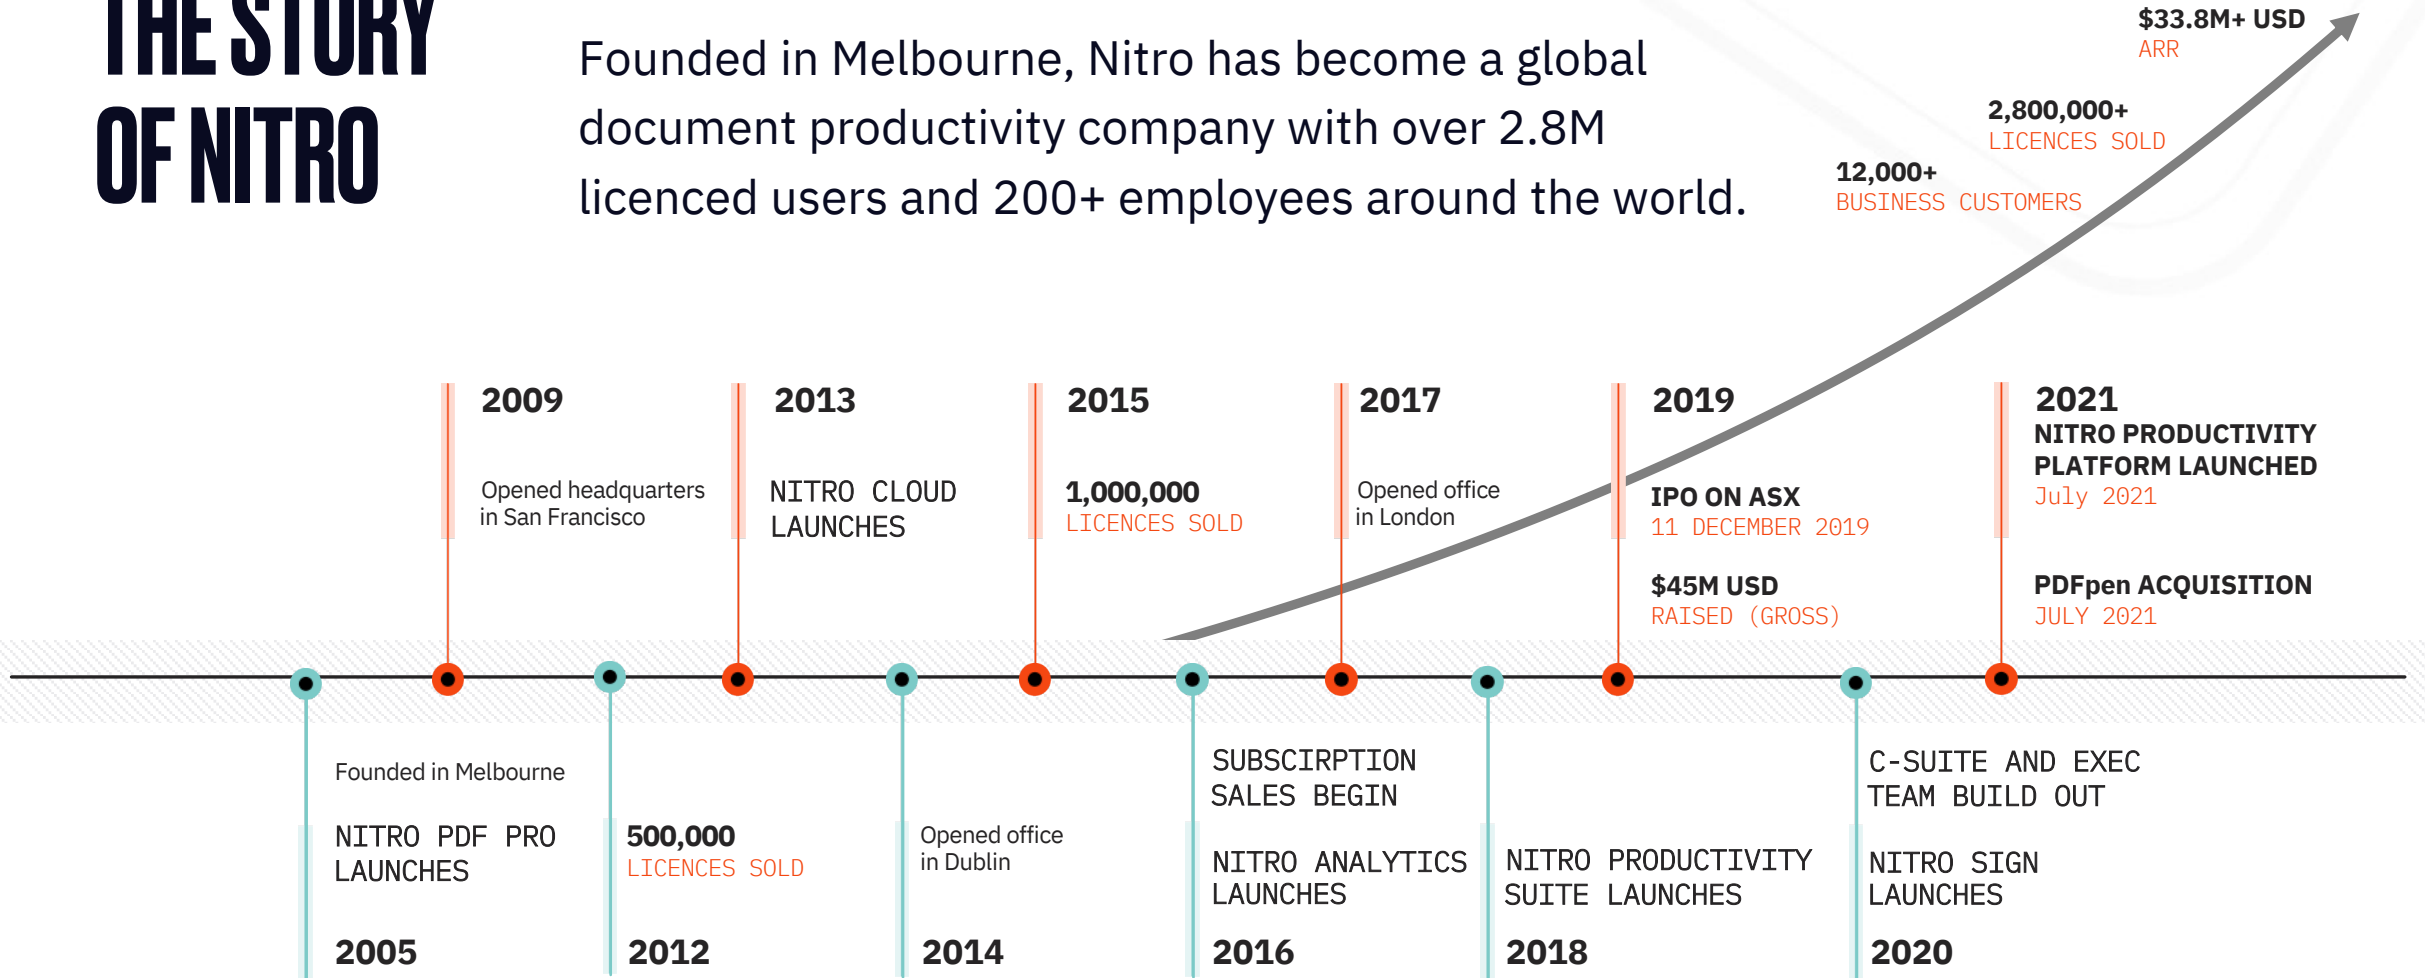 THE STORY
OF NITRO
Founded in Melbourne, Nitro has become a global
document productivity company with over 2.8M
licenced users and 200+ employees around the world.
$33.8M+ USD
ARR
2,800,000+
LICENCES SOLD
12,000+
BUSINESS CUSTOMERS
2009
Opened headquarters
in San Francisco
2013
NITRO CLOUD
LAUNCHES
2015
1,000,000
LICENCES SOLD
2017
Opened office
in London
2019
IPO ON ASX
11 DECEMBER 2019
$45M USD
RAISED (GROSS)
2021
NITRO PRODUCTIVITY
PLATFORM LAUNCHED
July 2021
PDFpen ACQUISITION
JULY 2021
Founded in Melbourne
NITRO PDF PRO
LAUNCHES
2005
500,000
LICENCES SOLD
2012
Opened office
in Dublin
2014
SUBSCIRPTION
SALES BEGIN
NITRO ANALYTICS
LAUNCHES
2016
NITRO PRODUCTIVITY
SUITE LAUNCHES
2018
C-SUITE AND EXEC
TEAM BUILD OUT
NITRO SIGN
LAUNCHES
2020